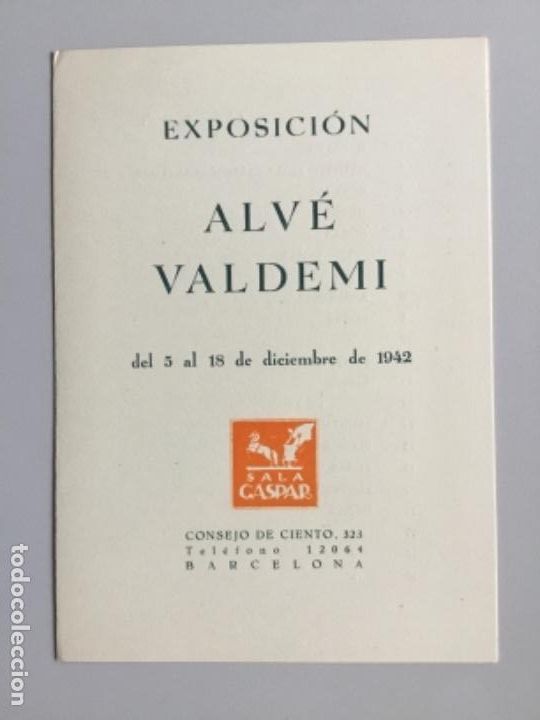 EXPOSICIÓN
ALVÉ
VALDEMI
del 5 al 18 de diciembre de 1942
SALA
GASPAR
CONSEJO DE CIENTO, 323
Teléfono 12064
BARCELONA
todocoleccion